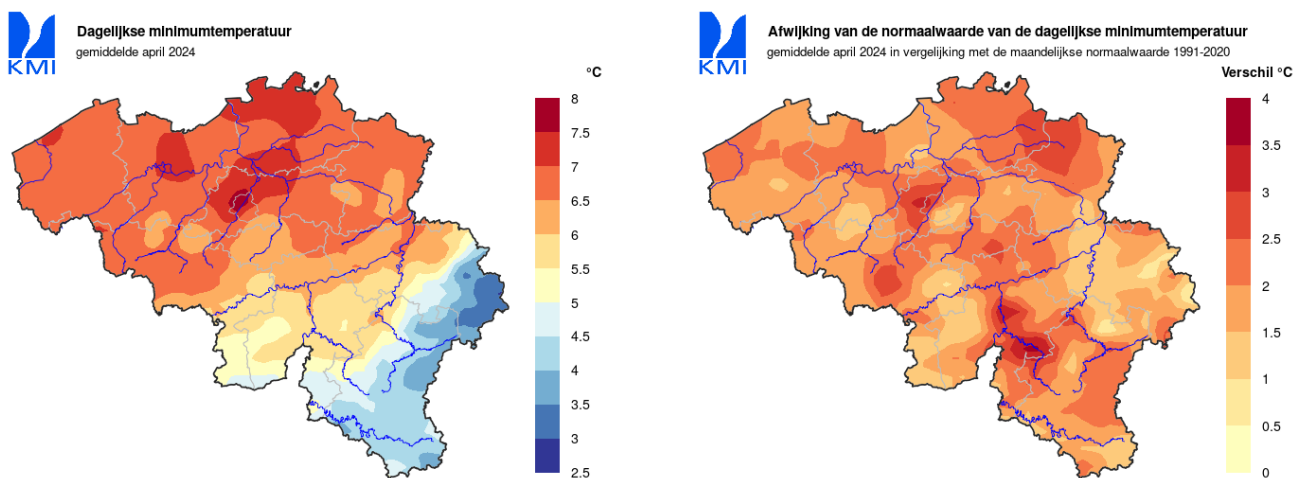 KMI
Dagelijkse minimumtemperatuur
gemiddelde april 2024
°C
8
7.5
7
6.5
6
5.5
5
4.5
4
3.5
3
2.5
KMI
Afwijking van de normaalwaarde van de dagelijkse minimumtemperatuur
gemiddelde april 2024 in vergelijking met de maandelijkse normaalwaarde 1991-2020
Verschil °C
4
3.5
3
2.5
2
1.5
1
0.5
0